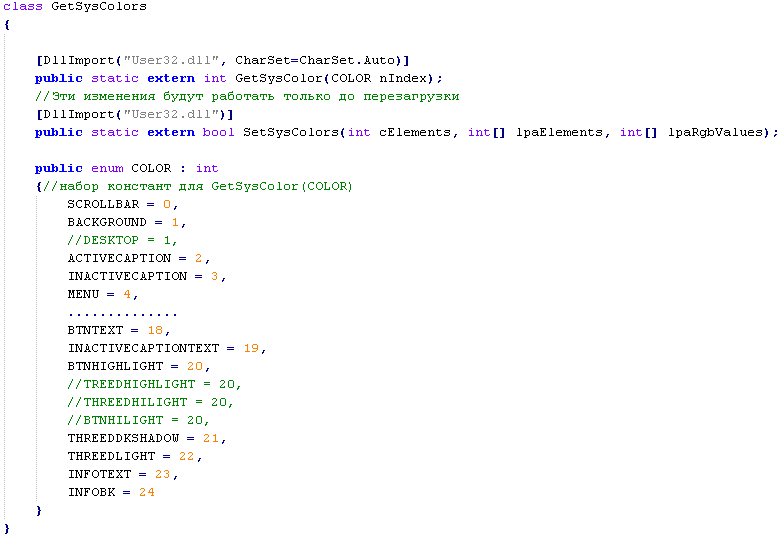 class GetSysColors
{
[DllImport("User32.dll", CharSet=CharSet.Auto)]
public static extern int GetSysColor(COLOR nIndex);
//Эти изменения будут работать только до перезагрузки
[DllImport("User32.dll")]
public static extern bool SetSysColors(int cElements, int[] lpaElements, int[] lpaRgbValues);
public enum COLOR : int
{//набор констант для GetSysColor(COLOR)
SCROLLBAR = 0,
BACKGROUND = 1,
//DESKTOP = 1,
ACTIVECAPTION = 2,
INACTIVECAPTION = 3,
MENU = 4,
..............
BTNTEXT = 18,
INACTIVECAPTIONTEXT = 19,
BTNHIGHLIGHT = 20,
//TREEDHIGHLIGHT = 20,
//THREEDHILIGHT = 20,
//BTNHILIGHT = 20,
THREEDDKSHADOW = 21,
THREEDLIGHT = 22,
INFOTEXT = 23,
INFOBK = 24
}
}